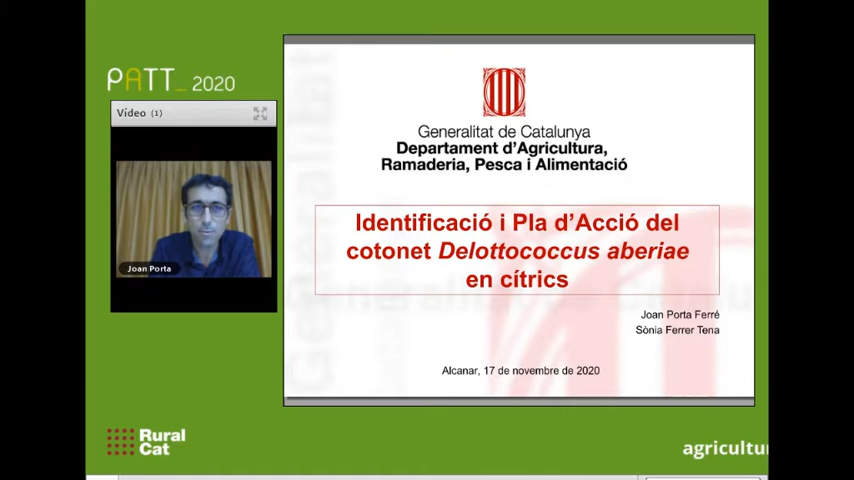 PATT_2020
Vídeo (1)
Joan Porta
Generalitat de Catalunya
Departament d'Agricultura,
Ramaderia, Pesca i Alimentació
Identificació i Pla d'Acció del
cotonet Delottococcus aberiae
en cítrics
Joan Porta Ferré
Sònia Ferrer Tena
Alcanar, 17 de novembre de 2020
Rural
Cat